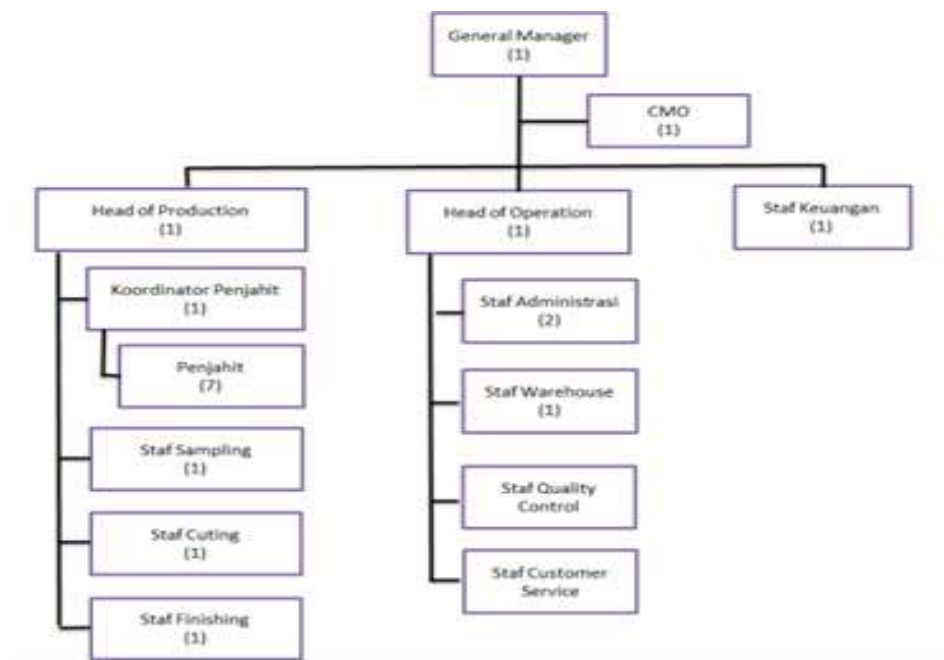 General Manager
(1)
CMO
(1)
Head of Production
(1)
Head of Operation
(1)
Staf Keuangan
(1)
Koordinator Penjahit
(1)
Penjahit
(7)
Staf Sampling
(1)
Staf Cuting
(1)
Staf Finishing
(1)
Staf Administrasi
(2)
Staf Warehouse
(1)
Staf Quality
Control
Staf Customer
Service